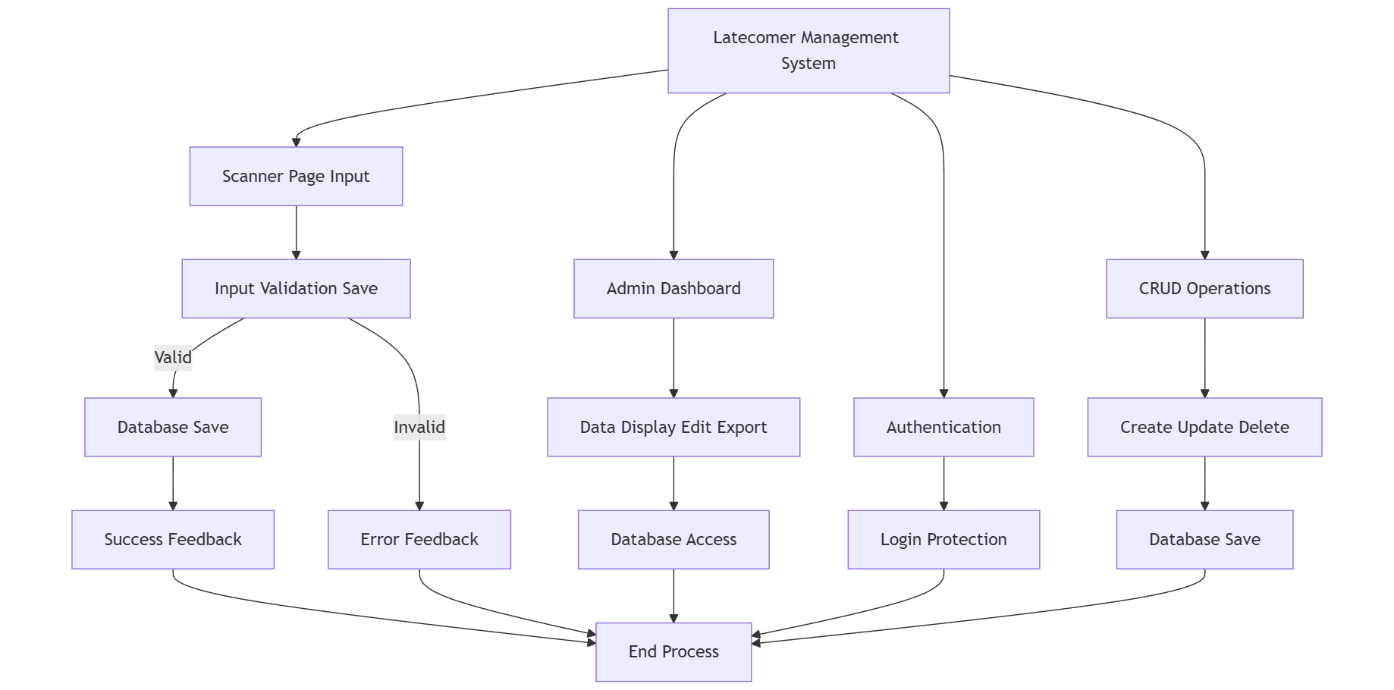 Latecomer Management
System
Scanner Page Input
Input Validation Save
Admin Dashboard
CRUD Operations
Valid
Invalid
Database Save
Data Display Edit Export
Authentication
Create Update Delete
Success Feedback
Error Feedback
Database Access
Login Protection
Database Save
End Process